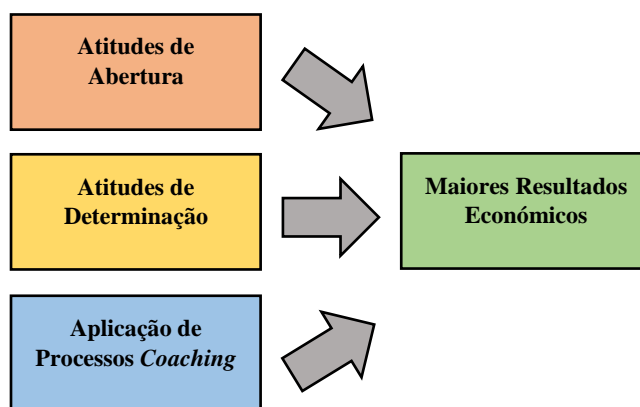 Atitudes de
Abertura
Atitudes de
Determinação
Aplicação de
Processos Coaching
Maiores Resultados
Económicos